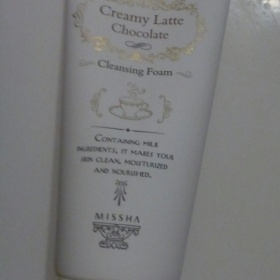 Creamy Latte
Chocolate
Cleansing Foam
CONTAINING MILK
INGREDIENTS, IT MAKES YOUR
SKIN CLEAN, MOISTURIZED
AND NOURISHED.
MISSHA